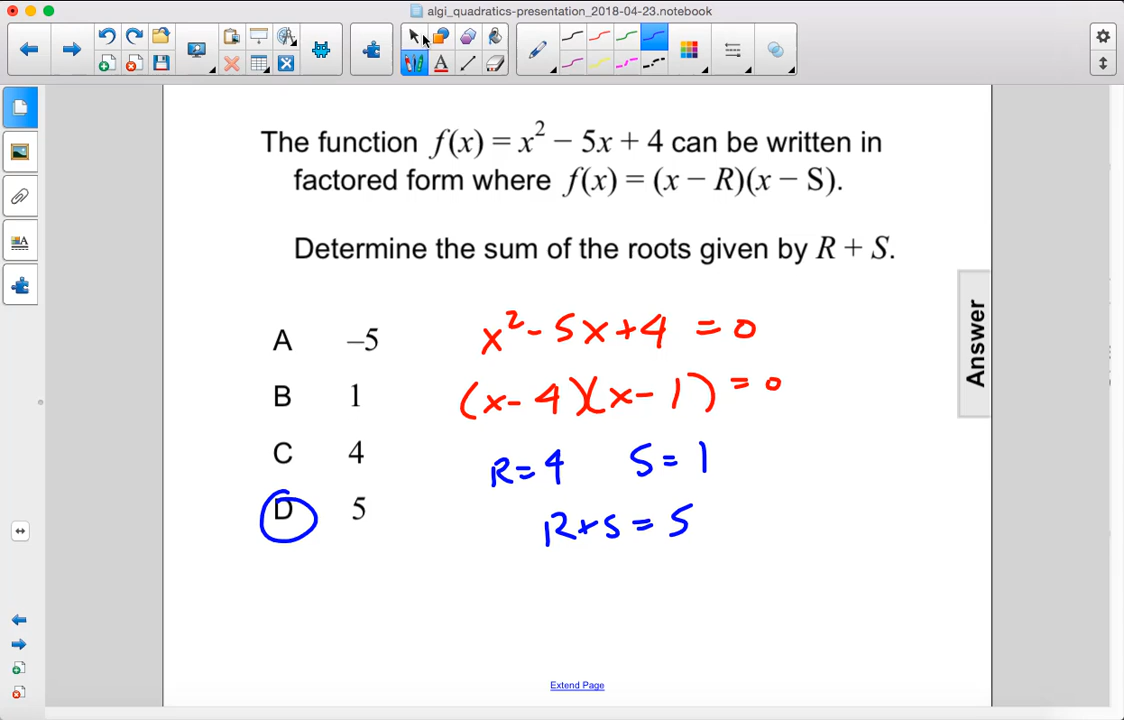 algi_quadratics-presentation_2018-04-23.notebook
The function f(x) = x² − 5x + 4 can be written in
factored form where f(x) = (x − R)(x − S).
Determine the sum of the roots given by R + S.
A –5
B 1
C 4
D 5
x² - 5x + 4 = 0
(x - 4)(x - 1) = 0
R = 4 S = 1
R + S = 5
Answer
Extend Page